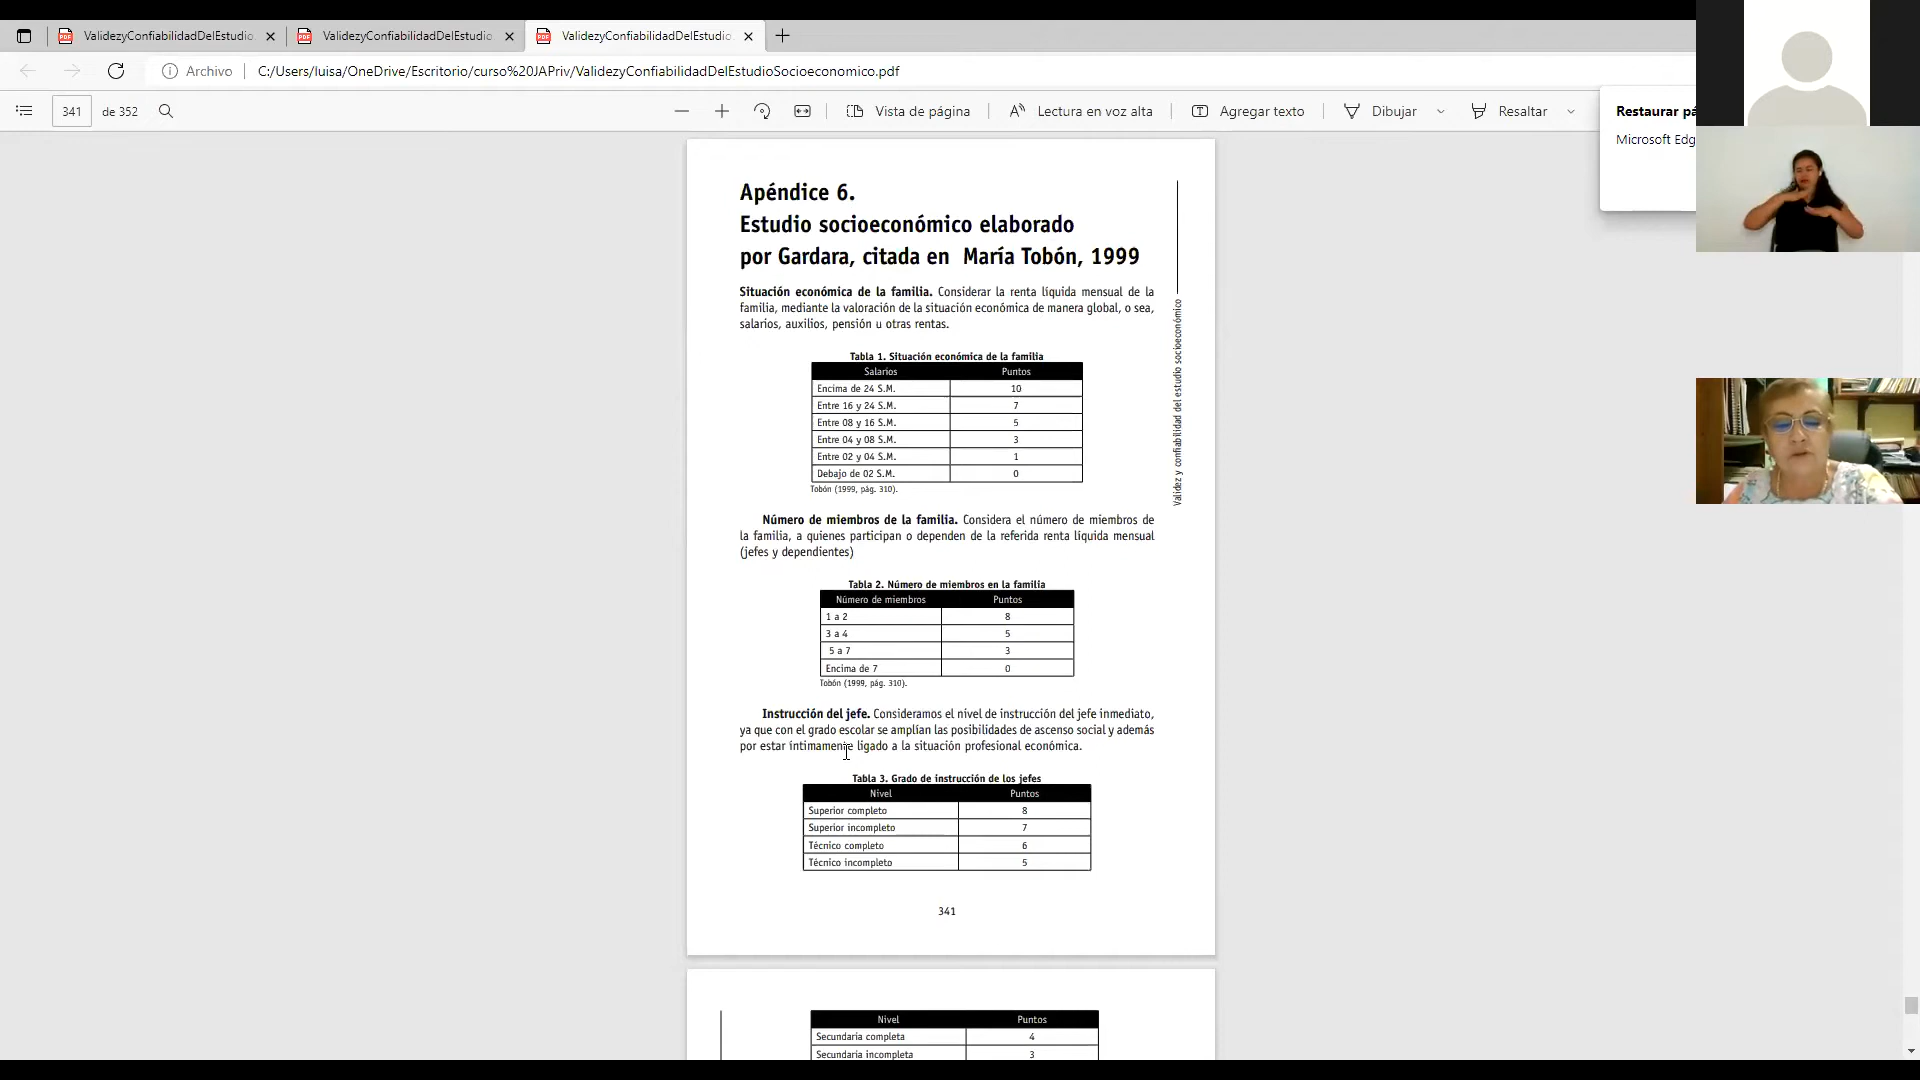 ValidezyConfiabilidadDelEstudio
ValidezyConfiabilidadDelEstudio
ValidezyConfiabilidadDelEstudio
Archivo
C:/Users/luisa/OneDrive/Escritorio/curso%20JAPriv/ValidezyConfiabilidadDelEstudioSocioeconomico.pdf
341 de 352
Vista de página
Lectura en voz alta
Agregar texto
Dibujar
Resaltar
Restaurar pá
Microsoft Edg
Apéndice 6.
Estudio socioeconómico elaborado
por Gardara, citada en María Tobón, 1999
Situación económica de la familia. Considerar la renta líquida mensual de la
familia, mediante la valoración de la situación económica de manera global, o sea,
salarios, auxilios, pensión u otras rentas.
Tabla 1. Situación económica de la familia
Salarios Puntos
Encima de 24 S.M. 10
Entre 16 y 24 S.M. 7
Entre 08 y 16 S.M. 5
Entre 04 y 08 S.M. 3
Entre 02 y 04 S.M. 1
Debajo de 02 S.M. 0
Tobón (1999, pág. 310).
Número de miembros de la familia. Considera el número de miembros de
la familia, a quienes participan o dependen de la referida renta líquida mensual
(jefes y dependientes)
Tabla 2. Número de miembros en la familia
Número de miembros Puntos
1 a 2 8
3 a 4 5
5 a 7 3
Encima de 7 0
Tobón (1999, pág. 310).
Instrucción del jefe. Consideramos el nivel de instrucción del jefe inmediato,
ya que con el grado escolar se amplían las posibilidades de ascenso social y además
por estar íntimamente ligado a la situación profesional económica.
Tabla 3. Grado de instrucción de los jefes
Nivel Puntos
Superior completo 8
Superior incompleto 7
Técnico completo 6
Técnico incompleto 5
341
Validez y confiabilidad del estudio socioeconómico
Nivel Puntos
Secundaria completa 4
Secundaria incompleta 3